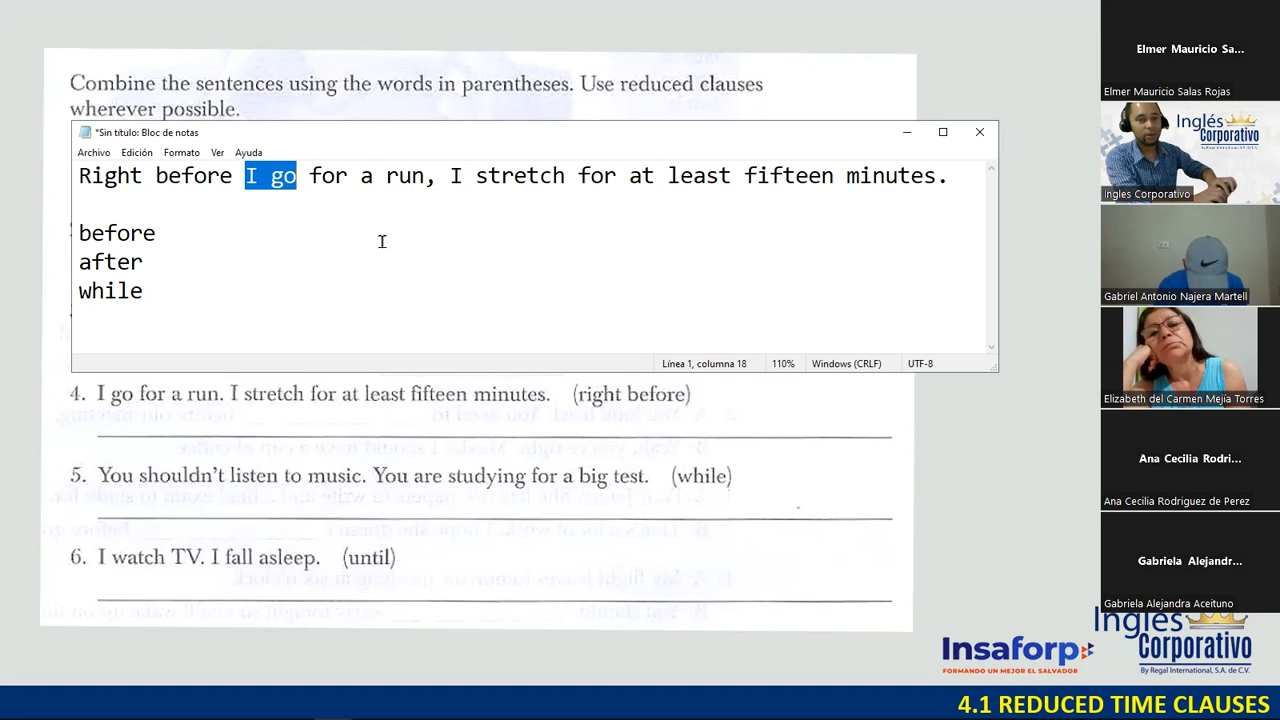 Combine the sentences using the words in parentheses. Use reduced clauses
wherever possible.
*Sin título: Bloc de notas
Archivo Edición Formato Ver Ayuda
Right before I go for a run, I stretch for at least fifteen minutes.
before
after
while
Línea 1, columna 18 110% Windows (CRLF) UTF-8
4. I go for a run. I stretch for at least fifteen minutes. (right before)
5. You shouldn't listen to music. You are studying for a big test. (while)
6. I watch TV. I fall asleep. (until)
Elmer Mauricio Sa...
Elmer Mauricio Salas Rojas
Inglés
Corporativo
Ingles Corporativo
Gabriel Antonio Najera Martell
Elizabeth del Carmen Mejía Torres
Ana Cecilia Rodri...
Ana Cecilia Rodriguez de Perez
Gabriela Alejandr...
Gabriela Alejandra Aceituno
Insaforp
FORMANDO UN MEJOR EL SALVADOR
Inglés
Corporativo
By Regal International, S.A. de C.V.
4.1 REDUCED TIME CLAUSES